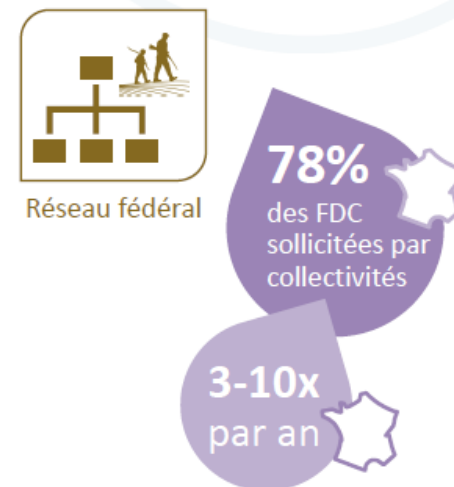 Réseau fédéral
78%
des FDC
sollicitées par
collectivités
3-10x
par an